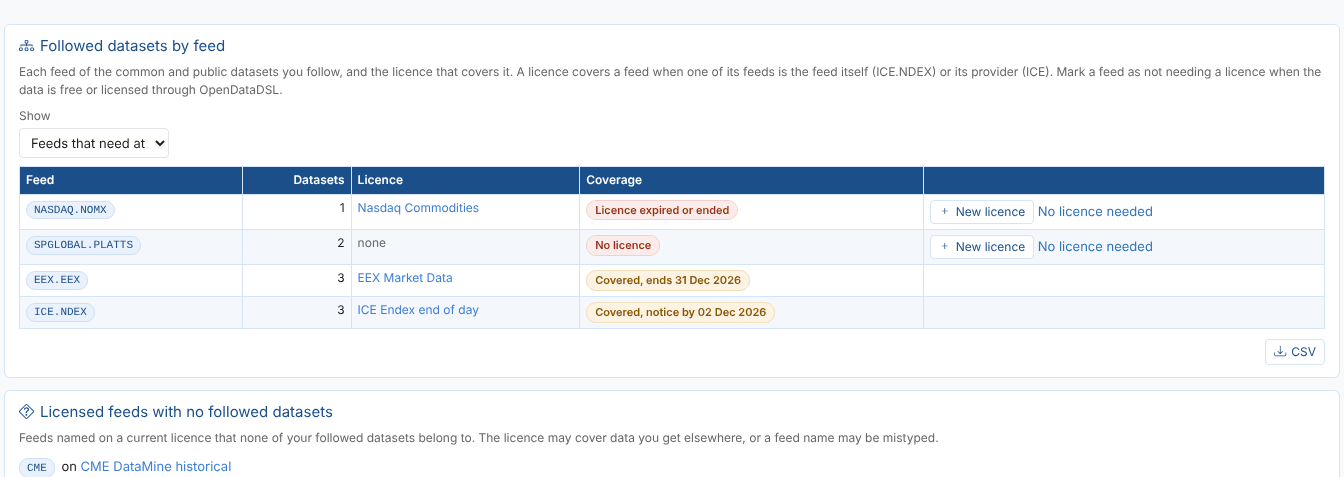 Followed datasets by feed
Each feed of the common and public datasets you follow, and the licence that covers it. A licence covers a feed when one of its feeds is the feed itself (ICE.NDEX) or its provider (ICE). Mark a feed as not needing a licence when the
data is free or licensed through OpenDataDSL.
Show
Feeds that need at
Feed Datasets Licence Coverage
NASDAQ.NOMX 1 Nasdaq Commodities Licence expired or ended + New licence No licence needed
SPGLOBAL.PLATTS 2 none No licence + New licence No licence needed
EEX.EEX 3 EEX Market Data Covered, ends 31 Dec 2026
ICE.NDEX 3 ICE Endex end of day Covered, notice by 02 Dec 2026
CSV
Licensed feeds with no followed datasets
Feeds named on a current licence that none of your followed datasets belong to. The licence may cover data you get elsewhere, or a feed name may be mistyped.
CME on CME DataMine historical